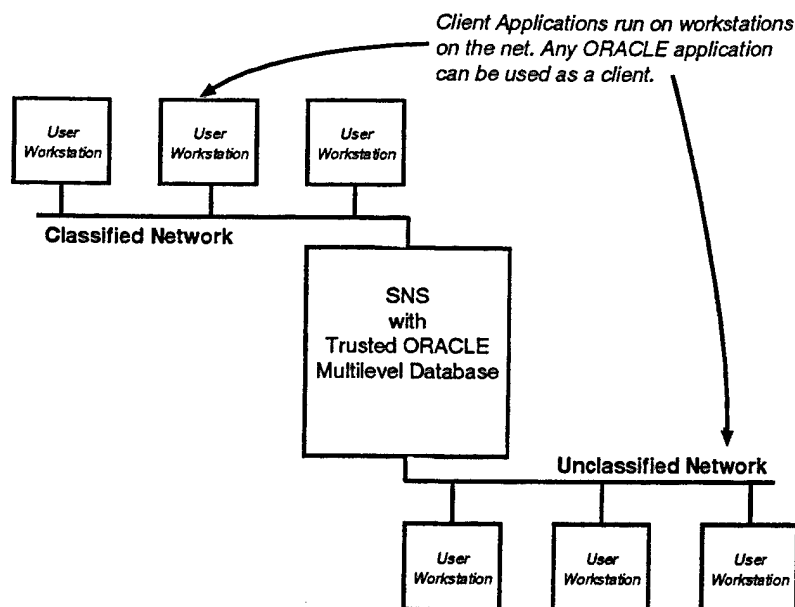 Client Applications run on workstations
on the net. Any ORACLE application
can be used as a client.
User
Workstation
User
Workstation
User
Workstation
Classified Network
SNS
with
Trusted ORACLE
Multilevel Database
Unclassified Network
User
Workstation
User
Workstation
User
Workstation